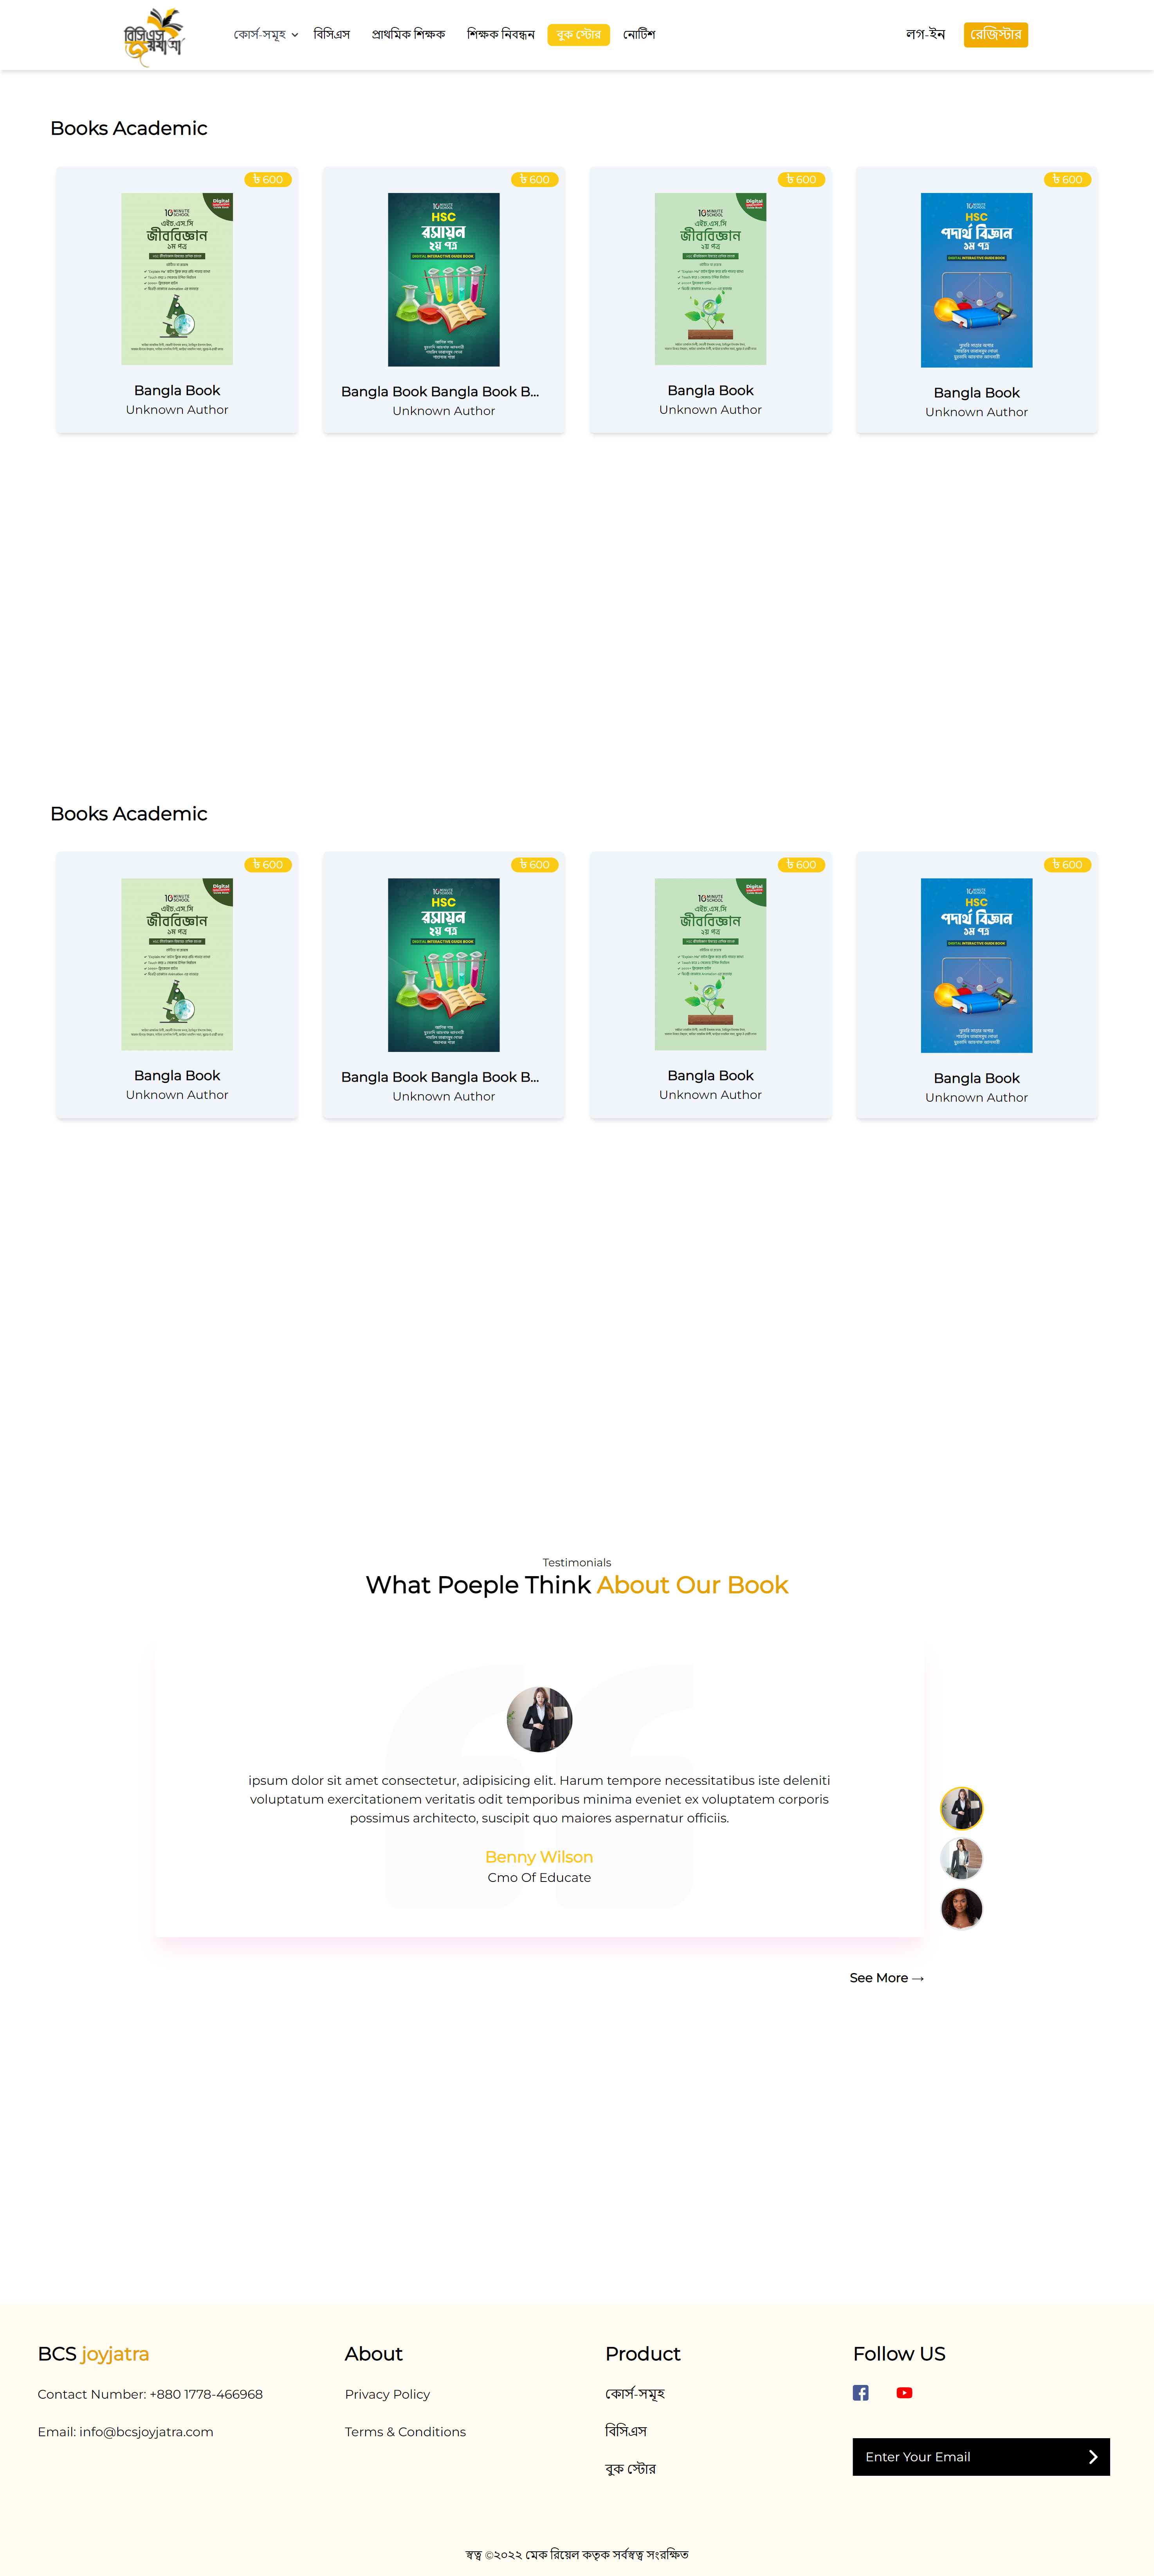 বিসিএস
জয়যাত্রা
কোর্স-সমূহ
বিসিএস
প্রাথমিক শিক্ষক
শিক্ষক নিবন্ধন
বুক স্টোর
নোটিশ
লগ-ইন
রেজিস্টার
Books Academic
৳ 600
৳ 600
৳ 600
৳ 600
10 MINUTE SCHOOL
Digital
এইচ.এস.সি
জীববিজ্ঞান
১ম পত্র
10 MINUTE SCHOOL
HSC
রসায়ন
২য় পত্র
DIGITAL INTERACTIVE GUIDE BOOK
10 MINUTE SCHOOL
Digital
এইচ.এস.সি
জীববিজ্ঞান
২য় পত্র
10 MINUTE SCHOOL
HSC
পদার্থ বিজ্ঞান
১ম পত্র
DIGITAL INTERACTIVE GUIDE BOOK
Bangla Book
Unknown Author
Bangla Book Bangla Book B...
Unknown Author
Bangla Book
Unknown Author
Bangla Book
Unknown Author
Books Academic
৳ 600
৳ 600
৳ 600
৳ 600
10 MINUTE SCHOOL
Digital
এইচ.এস.সি
জীববিজ্ঞান
১ম পত্র
10 MINUTE SCHOOL
HSC
রসায়ন
২য় পত্র
DIGITAL INTERACTIVE GUIDE BOOK
10 MINUTE SCHOOL
Digital
এইচ.এস.সি
জীববিজ্ঞান
২য় পত্র
10 MINUTE SCHOOL
HSC
পদার্থ বিজ্ঞান
১ম পত্র
DIGITAL INTERACTIVE GUIDE BOOK
Bangla Book
Unknown Author
Bangla Book Bangla Book B...
Unknown Author
Bangla Book
Unknown Author
Bangla Book
Unknown Author
Testimonials
What Poeple Think About Our Book
ipsum dolor sit amet consectetur, adipisicing elit. Harum tempore necessitatibus iste deleniti
voluptatum exercitationem veritatis odit temporibus minima eveniet ex voluptatem corporis
possimus architecto, suscipit quo maiores aspernatur officiis.
Benny Wilson
Cmo Of Educate
See More →
BCS joyjatra
Contact Number: +880 1778-466968
Email: info@bcsjoyjatra.com
About
Privacy Policy
Terms & Conditions
Product
কোর্স-সমূহ
বিসিএস
বুক স্টোর
Follow US
Enter Your Email
স্বত্ব ©২০২২ মেক রিয়েল কতৃক সর্বস্বত্ব সংরক্ষিত